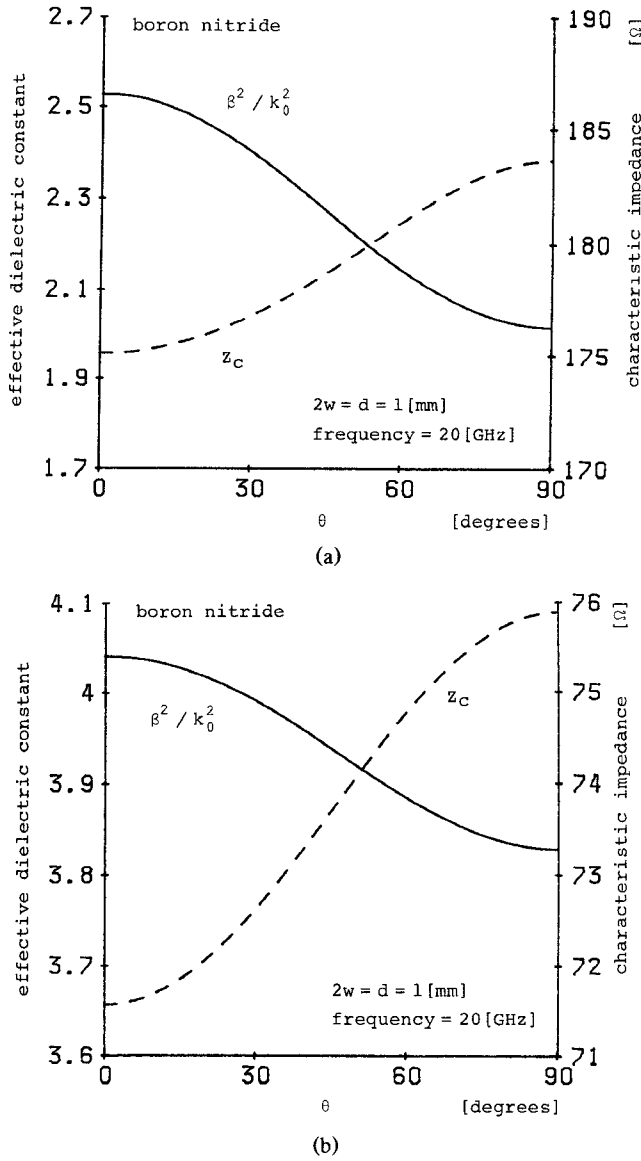 boron nitride
β² / k₀²
Z_C
2w = d = 1 [mm]
frequency = 20 [GHz]
effective dielectric constant
2.7
2.5
2.3
2.1
1.9
1.7
characteristic impedance [Ω]
190
185
180
175
170
0 30 60 90
θ [degrees]
(a)
boron nitride
β² / k₀²
Z_C
2w = d = 1 [mm]
frequency = 20 [GHz]
effective dielectric constant
4.1
4
3.9
3.8
3.7
3.6
characteristic impedance [Ω]
76
75
74
73
72
71
0 30 60 90
θ [degrees]
(b)